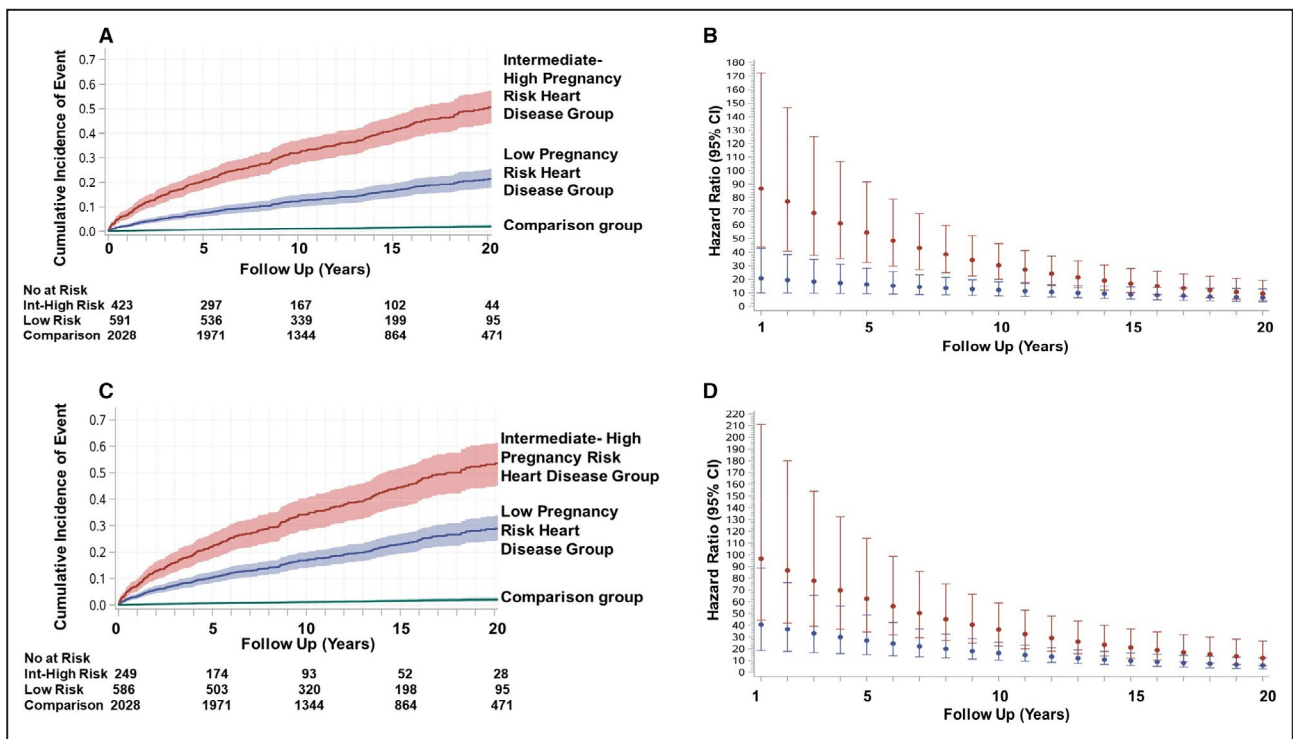 A
Cumulative Incidence of Event
0.7
0.6
0.5
0.4
0.3
0.2
0.1
0.0
0 5 10 15 20
Follow Up (Years)
Intermediate-
High Pregnancy
Risk Heart
Disease Group
Low Pregnancy
Risk Heart
Disease Group
Comparison group
No at Risk
Int-High Risk 423 297 167 102 44
Low Risk 591 536 339 199 95
Comparison 2028 1971 1344 864 471
B
Hazard Ratio (95% CI)
180
170
160
150
140
130
120
110
100
90
80
70
60
50
40
30
20
10
0
1 5 10 15 20
Follow Up (Years)
C
Cumulative Incidence of Event
0.7
0.6
0.5
0.4
0.3
0.2
0.1
0.0
0 5 10 15 20
Follow Up (Years)
Intermediate- High
Pregnancy Risk
Heart Disease Group
Low Pregnancy
Risk Heart
Disease Group
Comparison group
No at Risk
Int-High Risk 249 174 93 52 28
Low Risk 586 503 320 198 95
Comparison 2028 1971 1344 864 471
D
Hazard Ratio (95% CI)
220
210
200
190
180
170
160
150
140
130
120
110
100
90
80
70
60
50
40
30
20
10
0
1 5 10 15 20
Follow Up (Years)